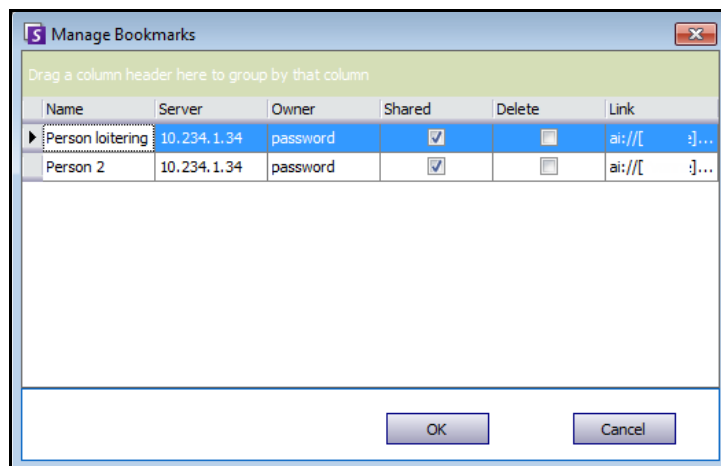 Manage Bookmarks
Drag a column header here to group by that column
Name Server Owner Shared Delete Link
Person loitering 10.234.1.34 password ai://[ :]...
Person 2 10.234.1.34 password ai://[ :]...
OK Cancel